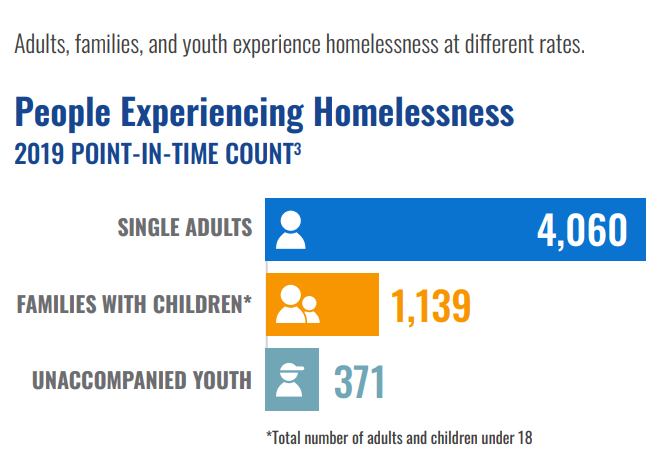 Adults, families, and youth experience homelessness at different rates.
People Experiencing Homelessness
2019 POINT-IN-TIME COUNT³
SINGLE ADULTS 4,060
FAMILIES WITH CHILDREN* 1,139
UNACCOMPANIED YOUTH 371
*Total number of adults and children under 18